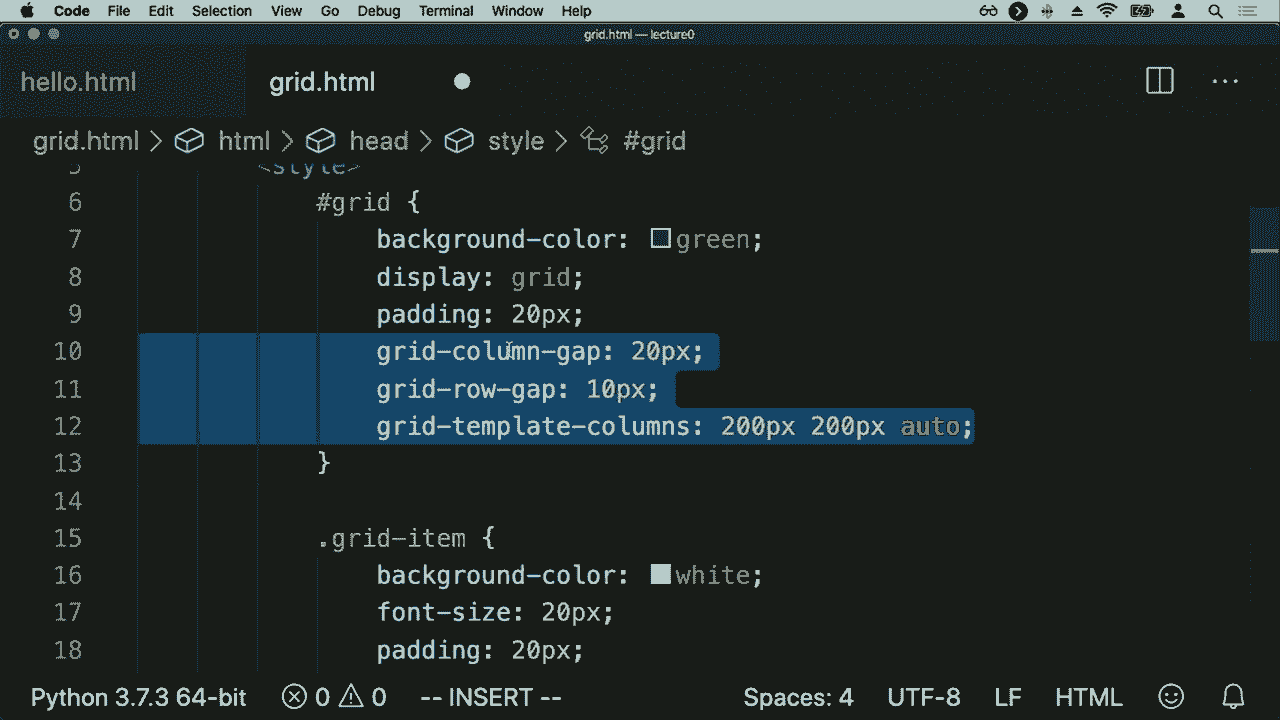 Code File Edit Selection View Go Debug Terminal Window Help
grid.html — lecture0
hello.html grid.html
grid.html > html > head > style > #grid
5 <style>
6 #grid {
7 background-color: green;
8 display: grid;
9 padding: 20px;
10 grid-column-gap: 20px;
11 grid-row-gap: 10px;
12 grid-template-columns: 200px 200px auto;
13 }
14
15 .grid-item {
16 background-color: white;
17 font-size: 20px;
18 padding: 20px;
Python 3.7.3 64-bit 0 0 -- INSERT -- Spaces: 4 UTF-8 LF HTML